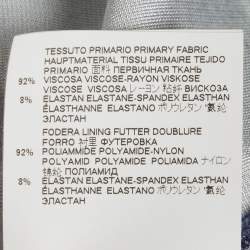 TESSUTO PRIMARIO PRIMARY FABRIC
HAUPTMATERIAL TISSU PRIMAIRE TEJIDO
PRIMARIO 面料 ПЕРВИЧНАЯ ТКАНЬ
92% VISCOSA VISCOSE-RAYON VISKOSE
VISCOSE VISCOSA レーヨン 粘纤 ВИСКОЗА
8% ELASTAN ELASTANE-SPANDEX ELASTHAN
ÉLASTHANNE ELASTANO ポリウレタン 氨纶
ЭЛАСТАН
FODERA LINING FUTTER DOUBLURE
FORRO 衬里 ФУТЕРОВКА
92% POLIAMMIDE POLYAMIDE-NYLON
POLYAMID POLYAMIDE POLIAMIDA ナイロン
锦纶 ПОЛИАМИД
8% ELASTAN ELASTANE-SPANDEX ELASTHAN
ÉLASTHANNE ELASTANO ポリウレタン 氨纶
ЭЛАСТАН